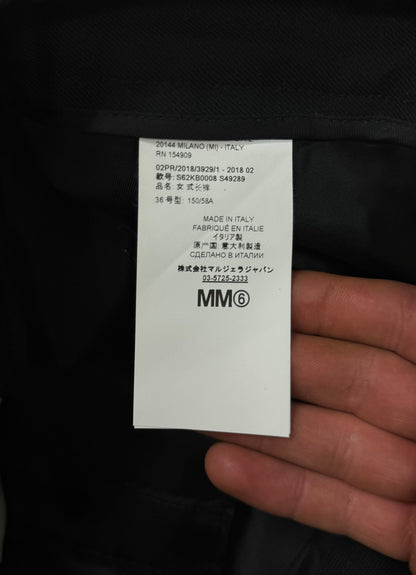 20144 MILANO (MI) - ITALY
RN 154909
02PR/2018/3929/1 - 2018 02
款号: S62KB0008 S49289
品名: 女式长裤
36 号型: 150/58A
MADE IN ITALY
FABRIQUÉ EN ITALIE
イタリア製
原产国 意大利製造
СДЕЛАНО В ИТАЛИИ
株式会社マルジェラジャパン
03-5725-2333
MM⑥